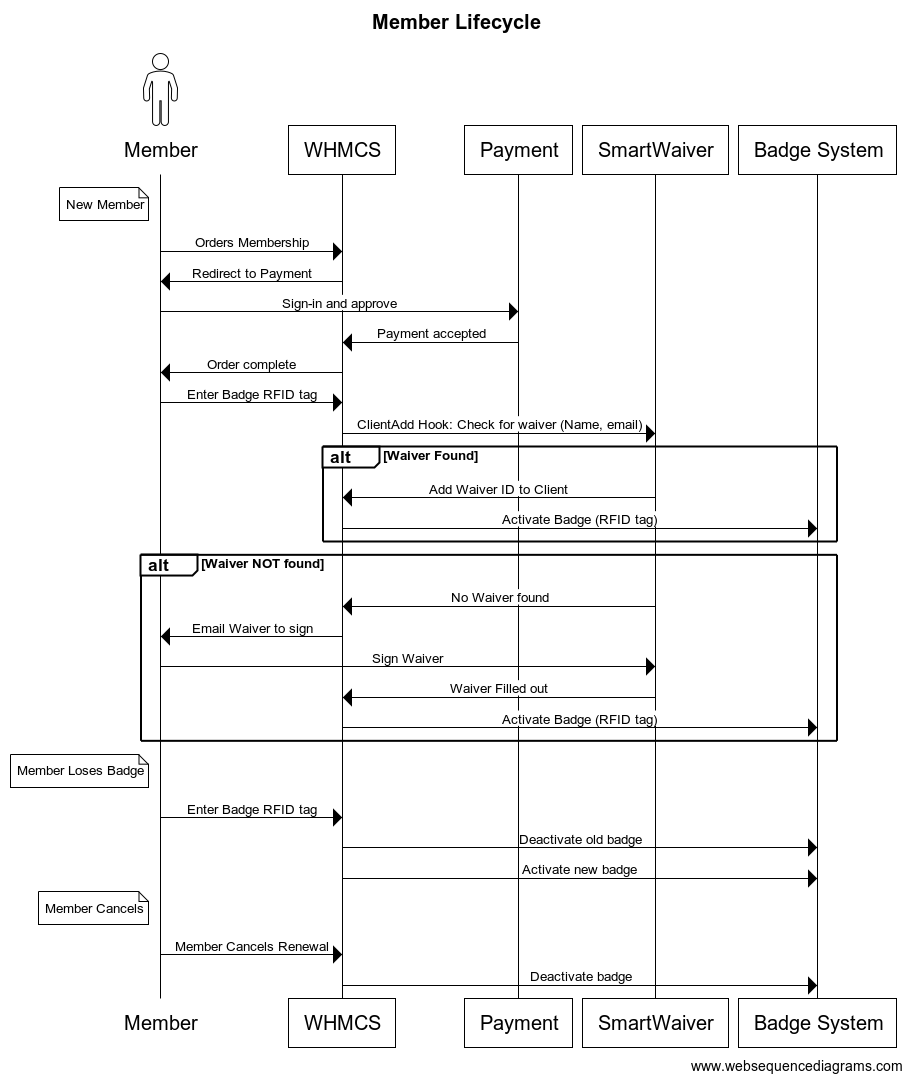 Member Lifecycle
Member
WHMCS
Payment
SmartWaiver
Badge System
New Member
Orders Membership
Redirect to Payment
Sign-in and approve
Payment accepted
Order complete
Enter Badge RFID tag
ClientAdd Hook: Check for waiver (Name, email)
alt [Waiver Found]
Add Waiver ID to Client
Activate Badge (RFID tag)
alt [Waiver NOT found]
No Waiver found
Email Waiver to sign
Sign Waiver
Waiver Filled out
Activate Badge (RFID tag)
Member Loses Badge
Enter Badge RFID tag
Deactivate old badge
Activate new badge
Member Cancels
Member Cancels Renewal
Deactivate badge
Member
WHMCS
Payment
SmartWaiver
Badge System
www.websequencediagrams.com